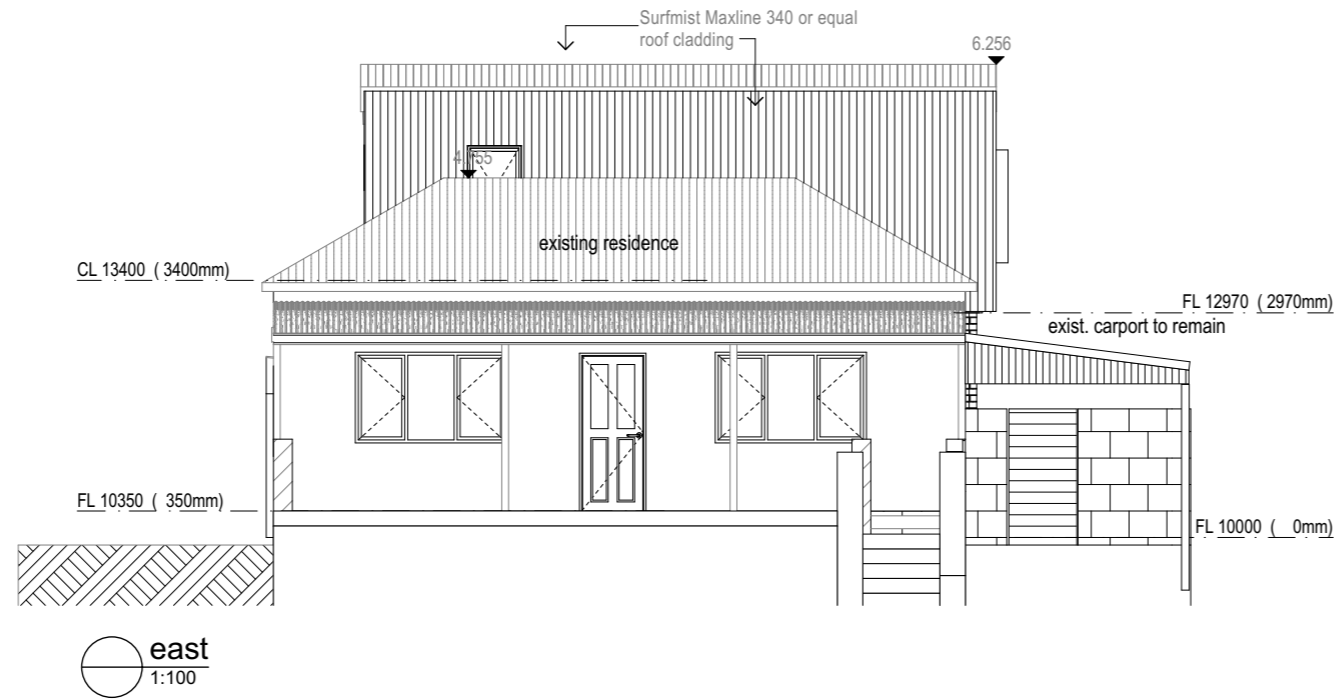 Surfmist Maxline 340 or equal
roof cladding
6.256
existing residence
CL 13400 ( 3400mm)
FL 12970 ( 2970mm)
exist. carport to remain
FL 10350 ( 350mm)
FL 10000 ( 0mm)
east
1:100